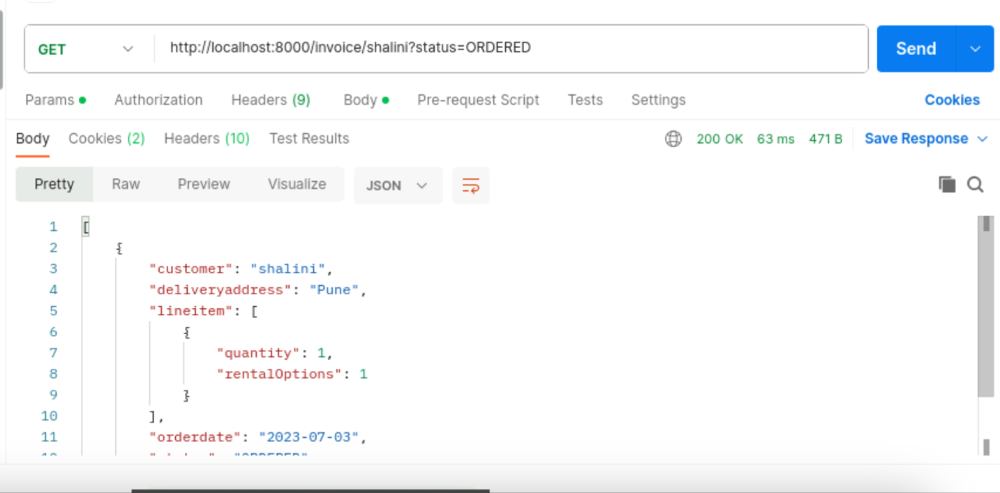 GET http://localhost:8000/invoice/shalini?status=ORDERED Send
Params Authorization Headers (9) Body Pre-request Script Tests Settings Cookies
Body Cookies (2) Headers (10) Test Results 200 OK 63 ms 471 B Save Response
Pretty Raw Preview Visualize JSON
1 [
2 {
3 "customer": "shalini",
4 "deliveryaddress": "Pune",
5 "lineitem": [
6 {
7 "quantity": 1,
8 "rentalOptions": 1
9 }
10 ],
11 "orderdate": "2023-07-03",